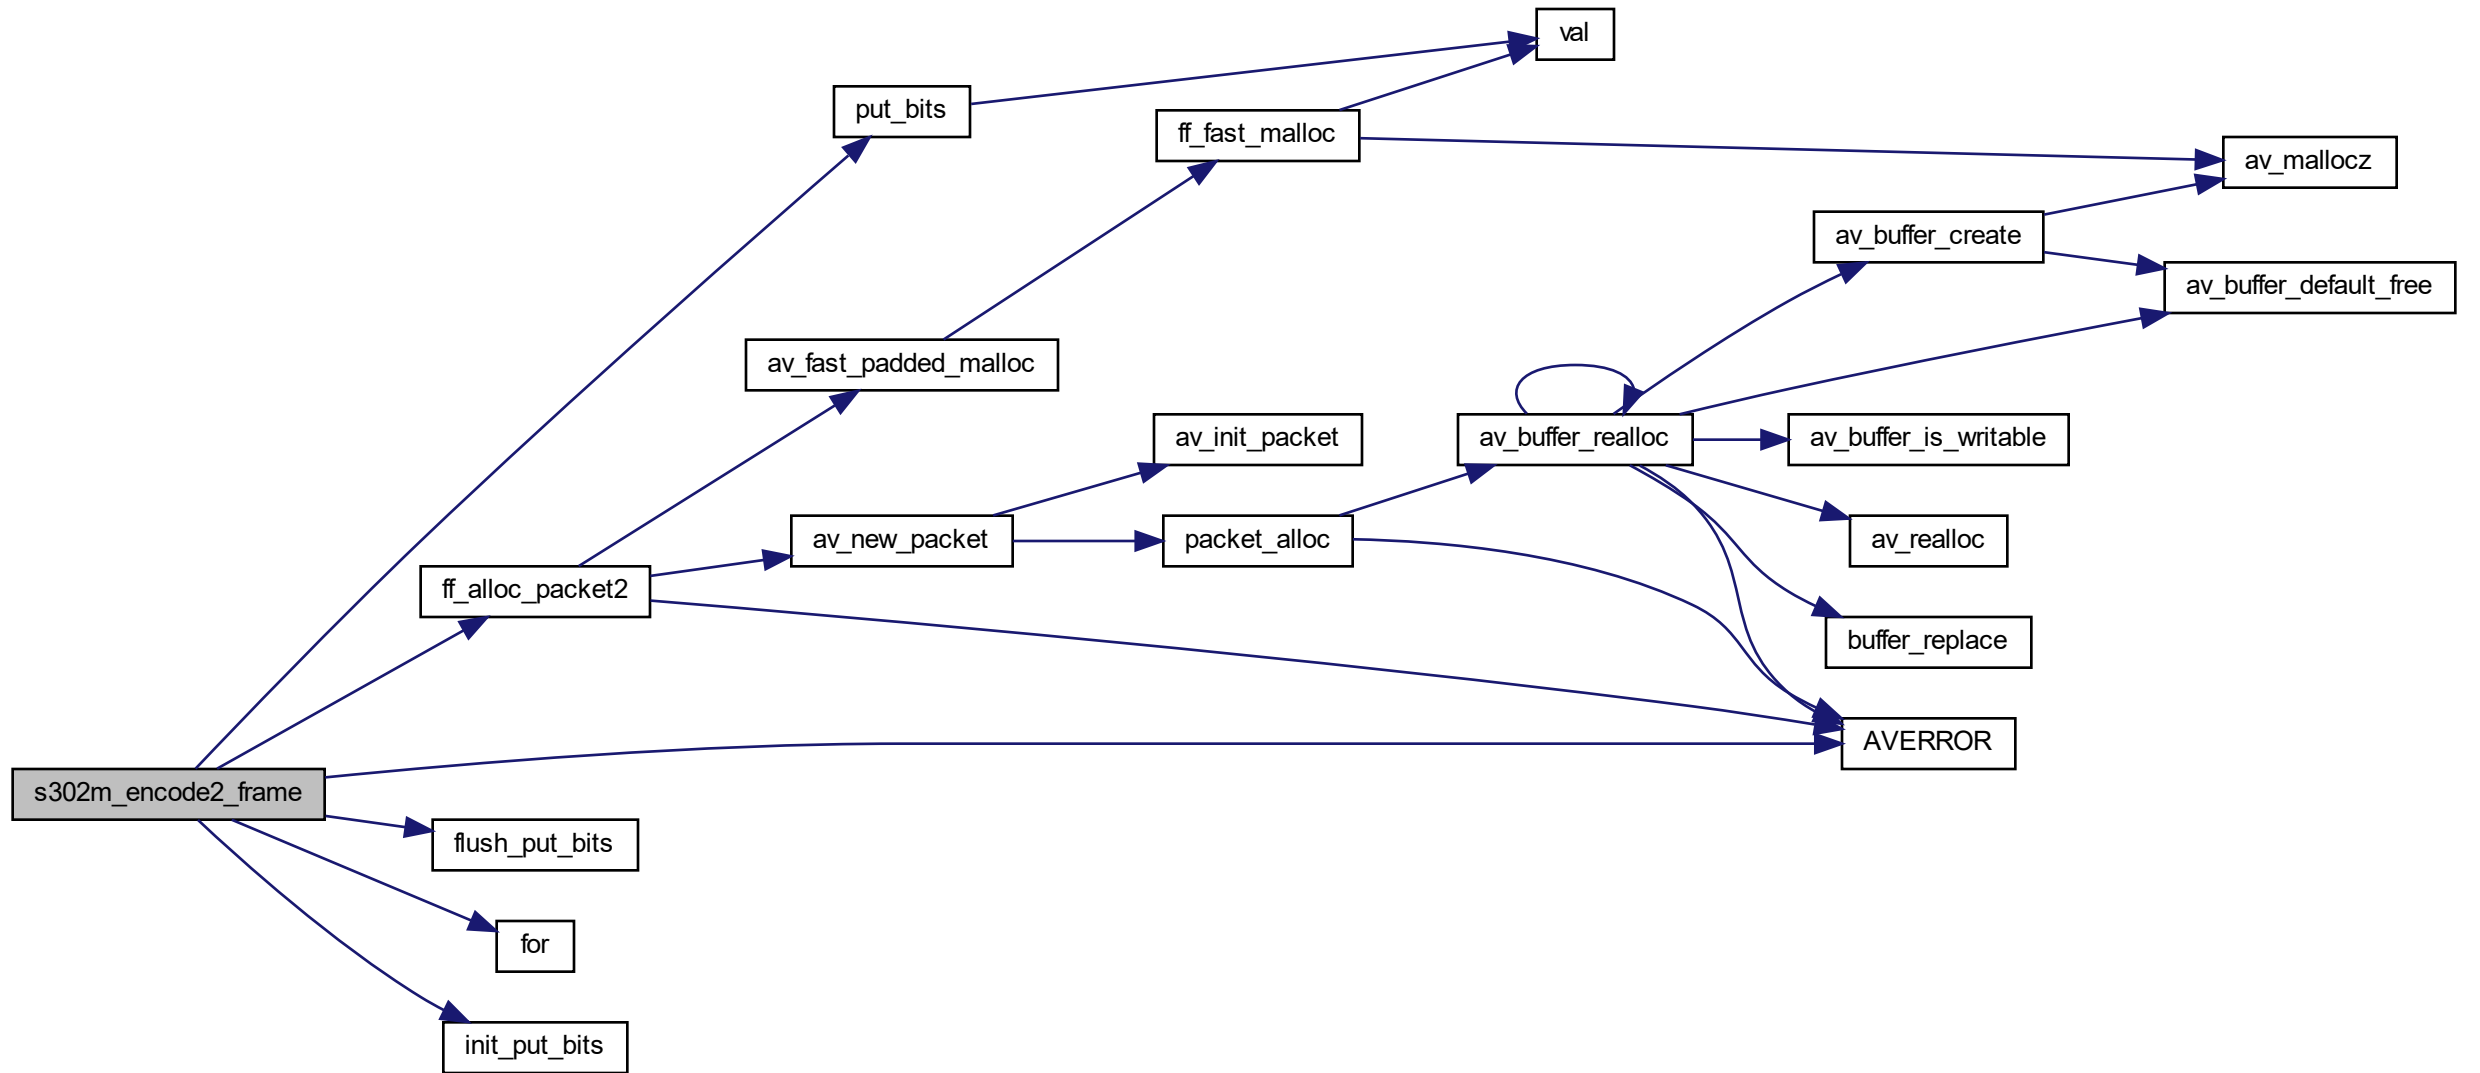 val
put_bits
ff_fast_malloc
av_mallocz
av_buffer_create
av_buffer_default_free
av_fast_padded_malloc
av_init_packet
av_buffer_realloc
av_buffer_is_writable
av_new_packet
packet_alloc
av_realloc
ff_alloc_packet2
buffer_replace
AVERROR
s302m_encode2_frame
flush_put_bits
for
init_put_bits